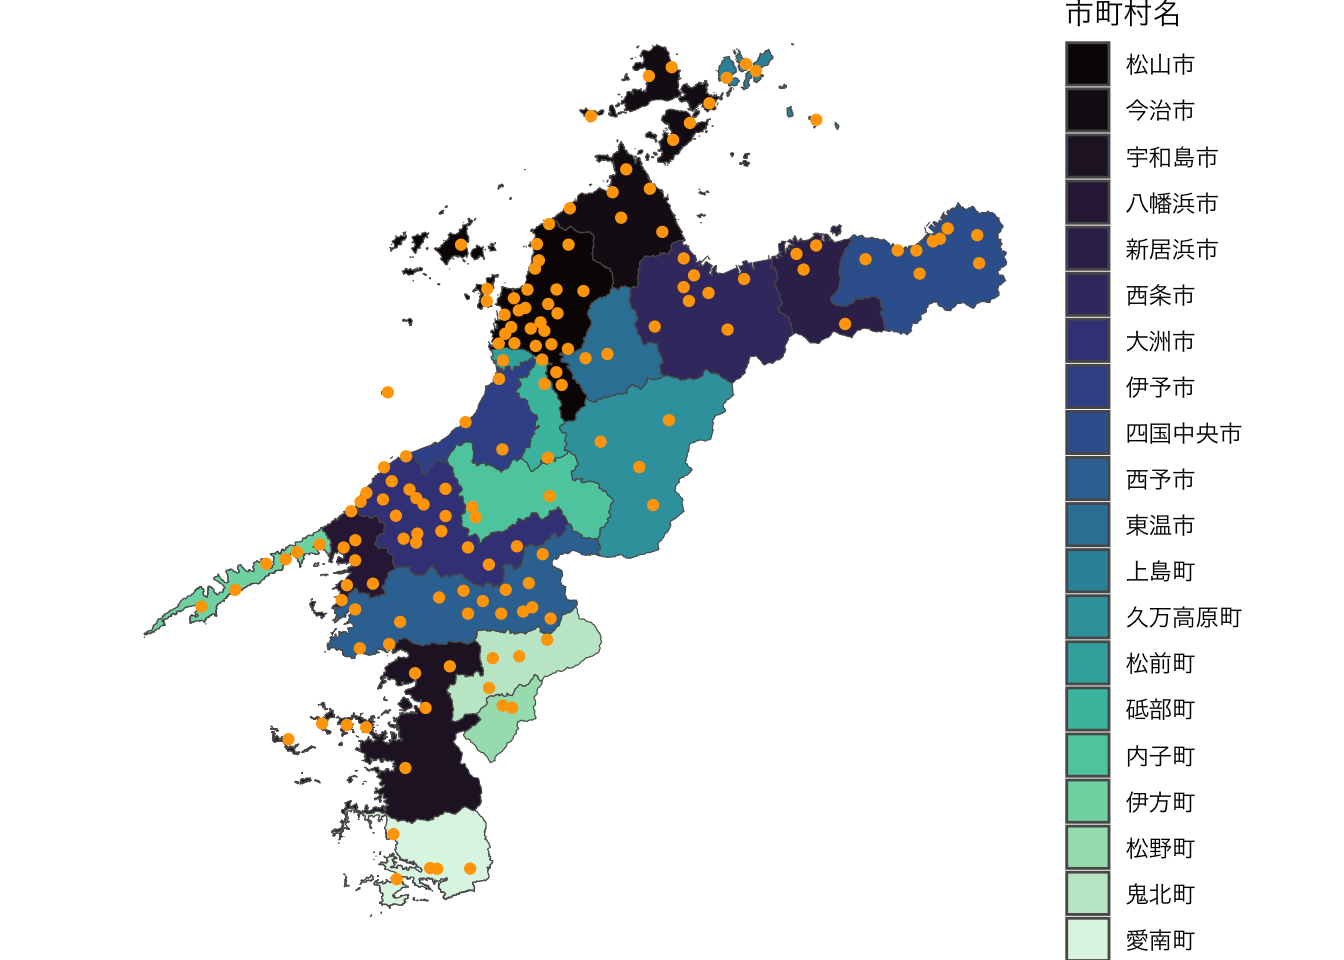 市町村名
松山市
今治市
宇和島市
八幡浜市
新居浜市
西条市
大洲市
伊予市
四国中央市
西予市
東温市
上島町
久万高原町
松前町
砥部町
内子町
伊方町
松野町
鬼北町
愛南町